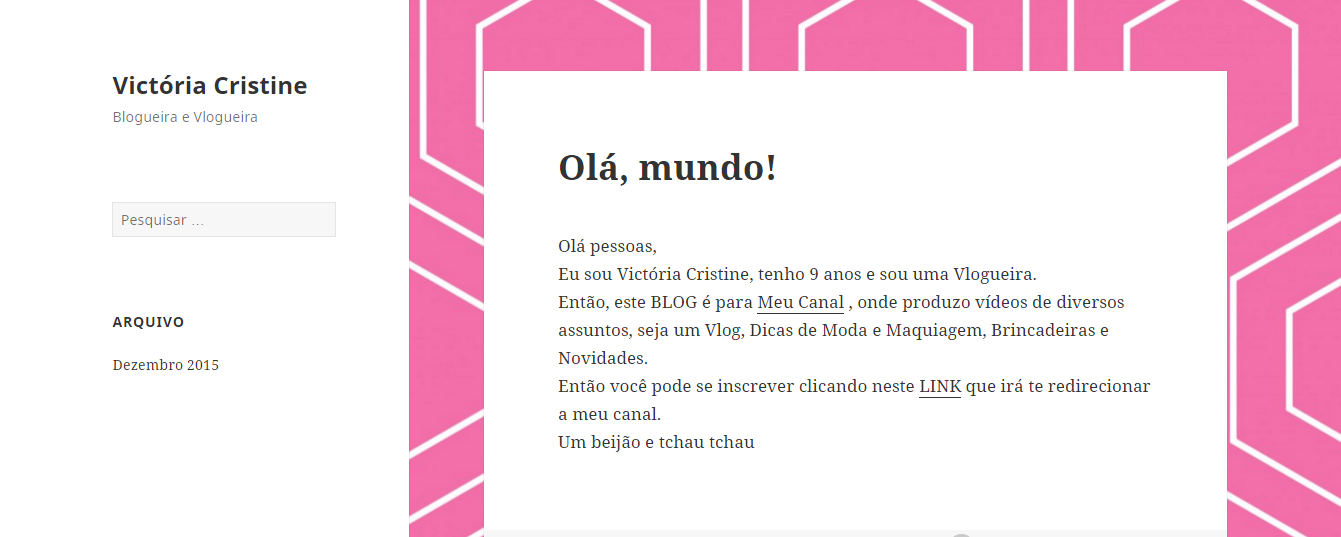 Victória Cristine
Blogueira e Vlogueira
Pesquisar …
ARQUIVO
Dezembro 2015
Olá, mundo!
Olá pessoas,
Eu sou Victória Cristine, tenho 9 anos e sou uma Vlogueira.
Então, este BLOG é para Meu Canal , onde produzo vídeos de diversos
assuntos, seja um Vlog, Dicas de Moda e Maquiagem, Brincadeiras e
Novidades.
Então você pode se inscrever clicando neste LINK que irá te redirecionar
a meu canal.
Um beijão e tchau tchau